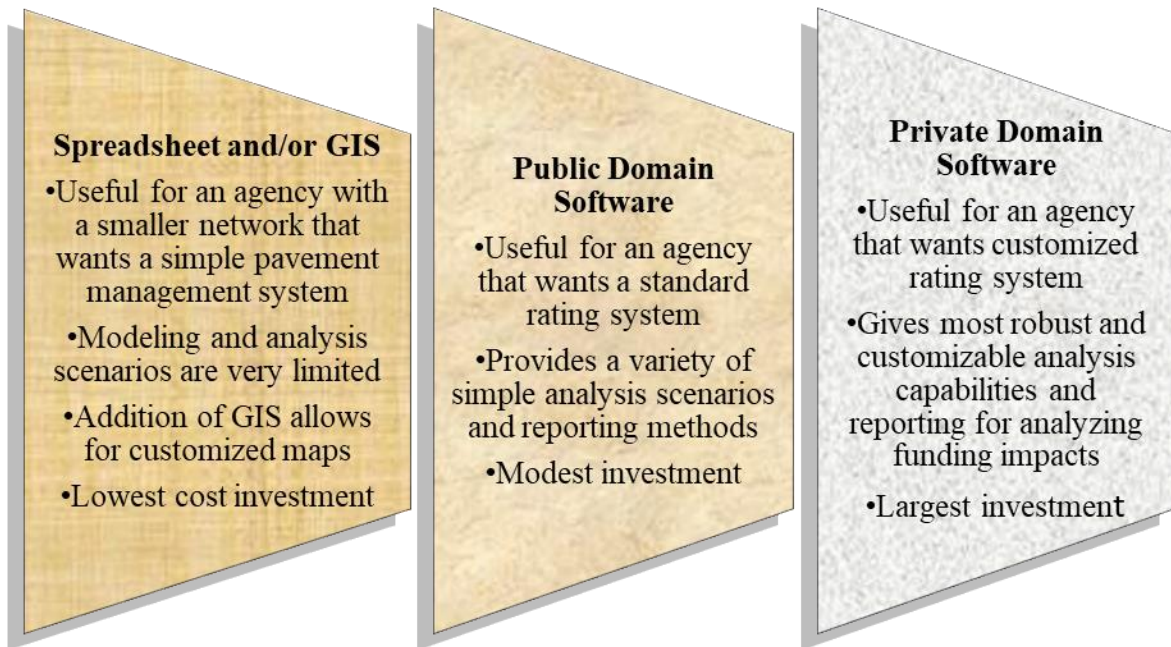 Spreadsheet and/or GIS
•Useful for an agency with
a smaller network that
wants a simple pavement
management system
•Modeling and analysis
scenarios are very limited
•Addition of GIS allows
for customized maps
•Lowest cost investment
Public Domain
Software
•Useful for an agency
that wants a standard
rating system
•Provides a variety of
simple analysis scenarios
and reporting methods
•Modest investment
Private Domain
Software
•Useful for an agency
that wants customized
rating system
•Gives most robust and
customizable analysis
capabilities and
reporting for analyzing
funding impacts
•Largest investment